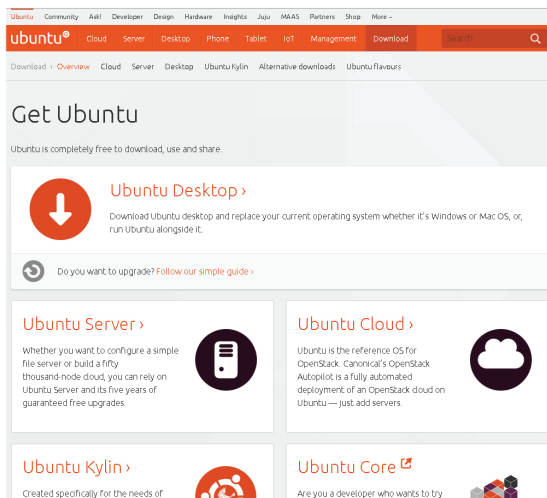 Ubuntu Community Ask! Developer Design Hardware Insights Juju MAAS Partners Shop More
ubuntu® Cloud Server Desktop Phone Tablet IoT Management Download Search
Download › Overview Cloud Server Desktop Ubuntu Kylin Alternative downloads Ubuntu flavours
Get Ubuntu
Ubuntu is completely free to download, use and share.
Ubuntu Desktop ›
Download Ubuntu desktop and replace your current operating system whether it's Windows or Mac OS, or,
run Ubuntu alongside it.
Do you want to upgrade? Follow our simple guide ›
Ubuntu Server ›
Whether you want to configure a simple
file server or build a fifty
thousand-node cloud, you can rely on
Ubuntu Server and its five years of
guaranteed free upgrades.
Ubuntu Cloud ›
Ubuntu is the reference OS for
OpenStack. Canonical's OpenStack
Autopilot is a fully automated
deployment of an OpenStack cloud on
Ubuntu — just add servers.
Ubuntu Kylin ›
Created specifically for the needs of
Ubuntu Core
Are you a developer who wants to try